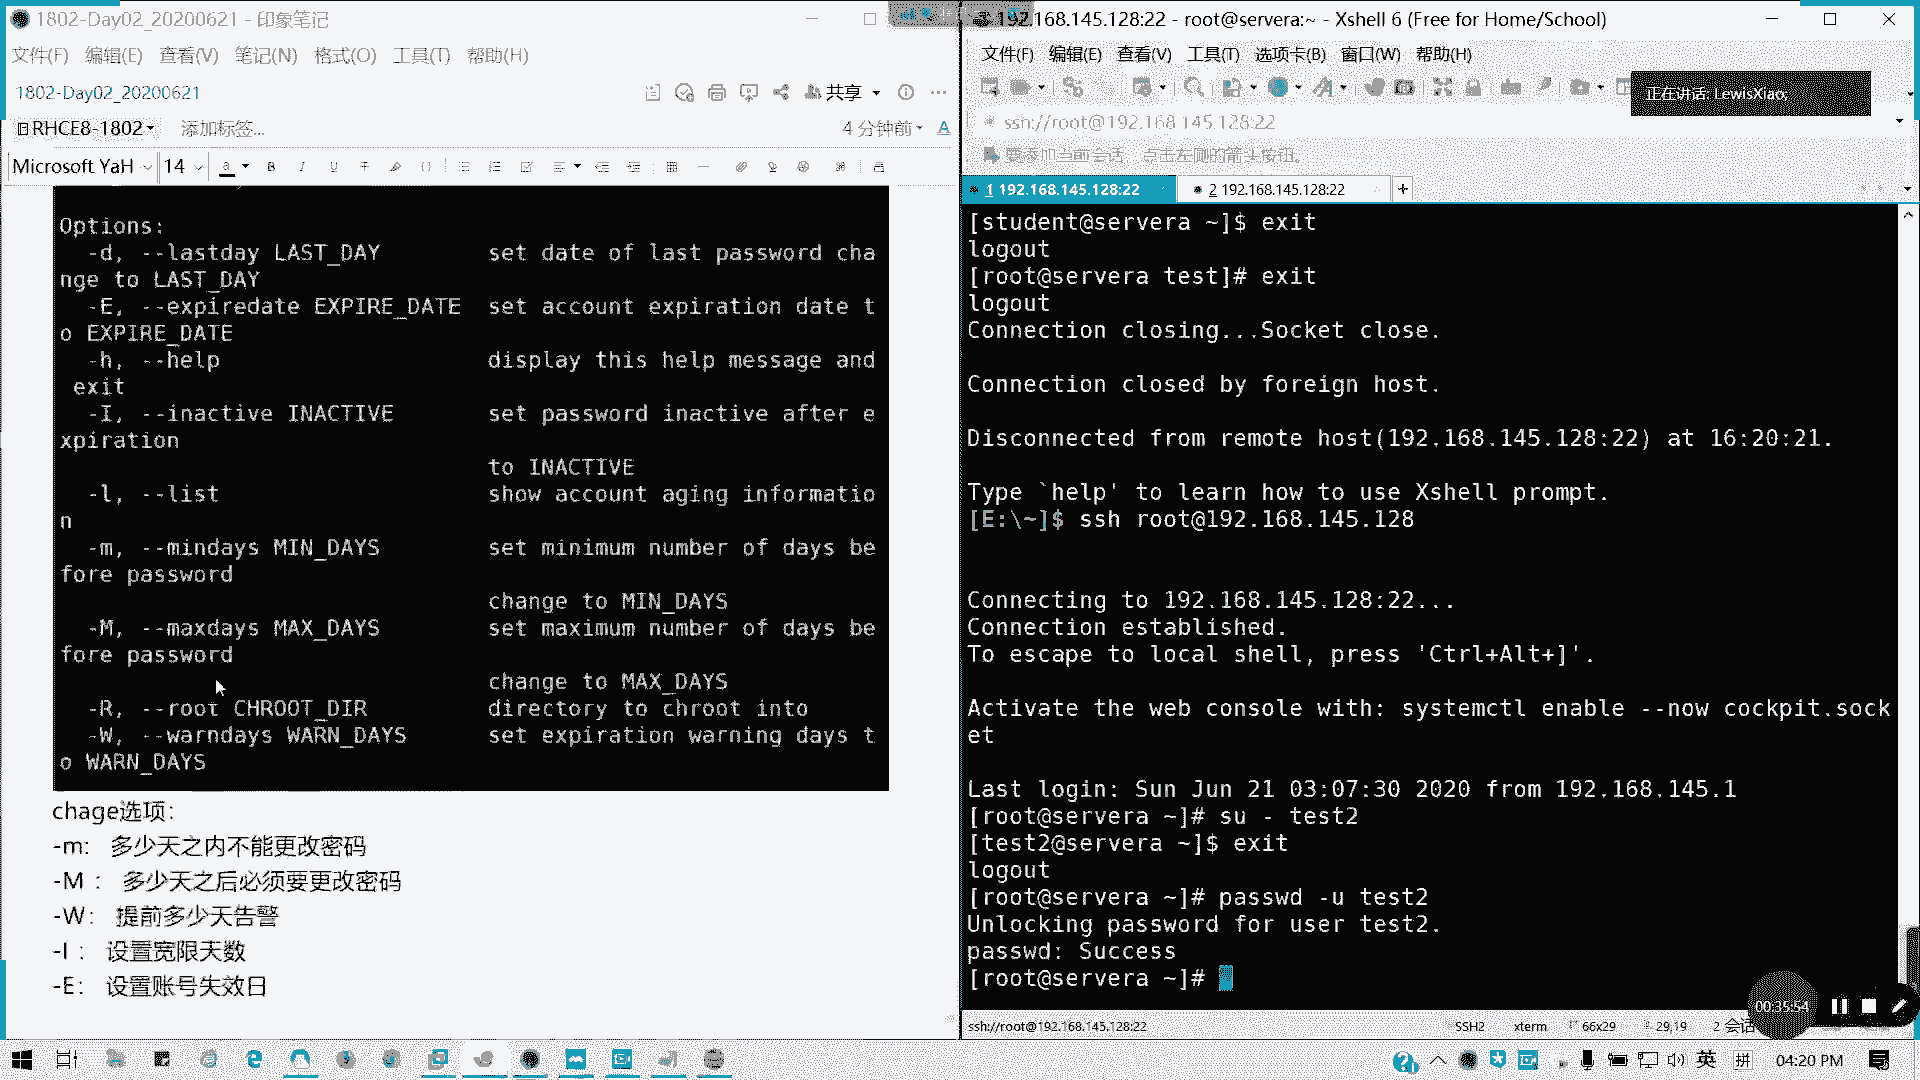 1802-Day02_20200621 - 印象笔记
文件(F) 编辑(E) 查看(V) 笔记(N) 格式(O) 工具(T) 帮助(H)
1802-Day02_20200621
共享
RHCE8-1802
添加标签...
4 分钟前
Microsoft YaH
14
Options:
-d, --lastday LAST_DAY set date of last password cha
nge to LAST_DAY
-E, --expiredate EXPIRE_DATE set account expiration date t
o EXPIRE_DATE
-h, --help display this help message and
exit
-I, --inactive INACTIVE set password inactive after e
xpiration
to INACTIVE
-l, --list show account aging informatio
n
-m, --mindays MIN_DAYS set minimum number of days be
fore password
change to MIN_DAYS
-M, --maxdays MAX_DAYS set maximum number of days be
fore password
change to MAX_DAYS
-R, --root CHROOT_DIR directory to chroot into
-W, --warndays WARN_DAYS set expiration warning days t
o WARN_DAYS
chage选项：
-m： 多少天之内不能更改密码
-M： 多少天之后必须要更改密码
-W： 提前多少天告警
-I： 设置宽限天数
-E： 设置账号失效日
192.168.145.128:22 - root@servera:~ - Xshell 6 (Free for Home/School)
文件(F) 编辑(E) 查看(V) 工具(T) 选项卡(B) 窗口(W) 帮助(H)
正在讲话: LewisXiao;
ssh://root@192.168.145.128:22
要添加当前会话，点击左侧的箭头按钮。
1 192.168.145.128:22
2 192.168.145.128:22
[student@servera ~]$ exit
logout
[root@servera test]# exit
logout
Connection closing...Socket close.
Connection closed by foreign host.
Disconnected from remote host(192.168.145.128:22) at 16:20:21.
Type `help' to learn how to use Xshell prompt.
[E:\~]$ ssh root@192.168.145.128
Connecting to 192.168.145.128:22...
Connection established.
To escape to local shell, press 'Ctrl+Alt+]'.
Activate the web console with: systemctl enable --now cockpit.sock
et
Last login: Sun Jun 21 03:07:30 2020 from 192.168.145.1
[root@servera ~]# su - test2
[test2@servera ~]$ exit
logout
[root@servera ~]# passwd -u test2
Unlocking password for user test2.
passwd: Success
[root@servera ~]#
00:35:54
ssh://root@192.168.145.128:22
SSH2
xterm
66x29
29,19
2 会话
英
拼
04:20 PM